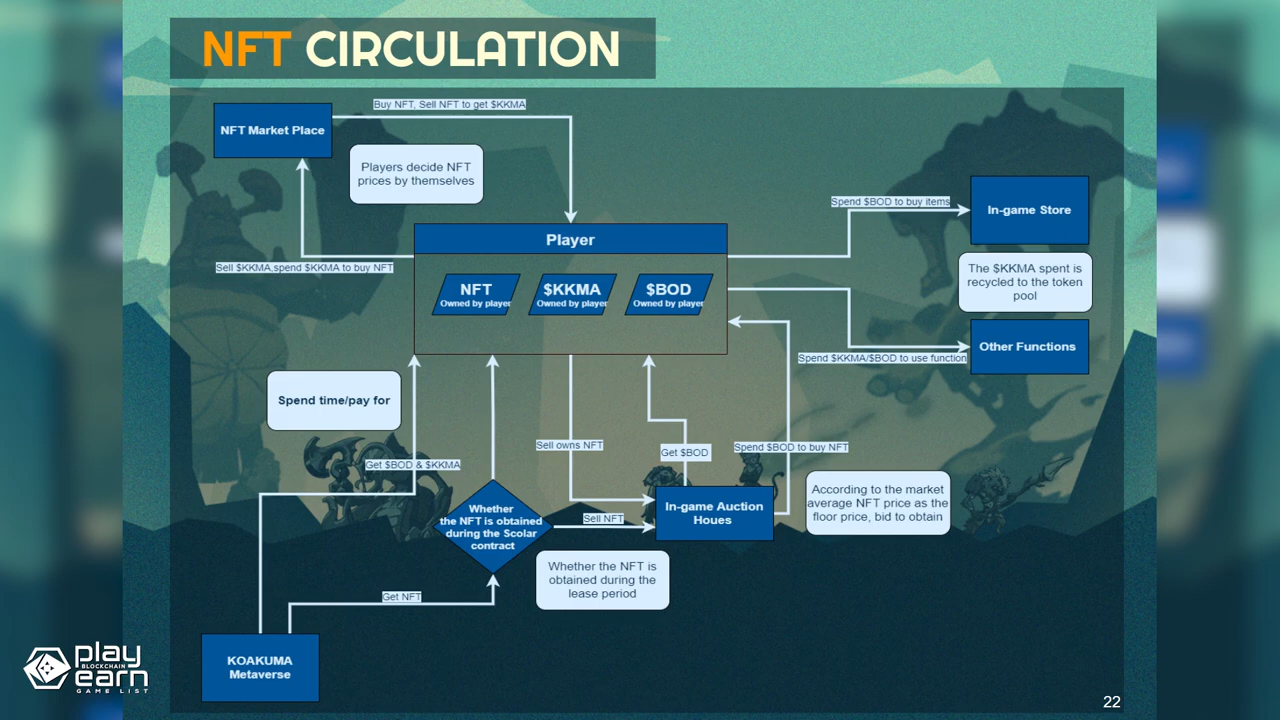 NFT CIRCULATION
Buy NFT, Sell NFT to get $KKMA
NFT Market Place
Players decide NFT
prices by themselves
Spend $BOD to buy items
In-game Store
Player
Sell $KKMA,spend $KKMA to buy NFT
NFT
Owned by player
$KKMA
Owned by player
$BOD
Owned by player
The $KKMA spent is
recycled to the token
pool
Other Functions
Spend $KKMA/$BOD to use function
Spend time/pay for
Get $BOD & $KKMA
Sell owns NFT
Get $BOD
Spend $BOD to buy NFT
Whether
the NFT is obtained
during the Scolar
contract
Sell NFT
In-game Auction
Houes
According to the market
average NFT price as the
floor price, bid to obtain
Whether the NFT is
obtained during the
lease period
Get NFT
KOAKUMA
Metaverse
play
BLOCKCHAIN
earn
GAME LIST
22